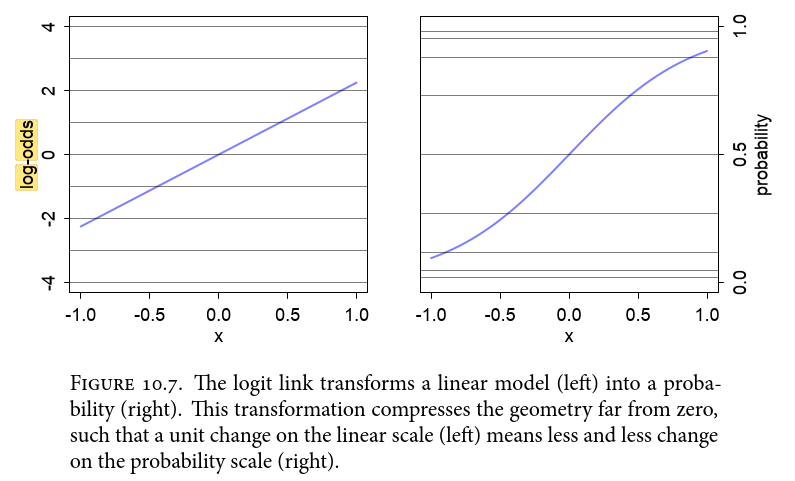 4
2
0
-2
-4
log-odds
-1.0 -0.5 0.0 0.5 1.0
x
1.0
0.5
0.0
probability
-1.0 -0.5 0.0 0.5 1.0
x
Figure 10.7. The logit link transforms a linear model (left) into a proba-
bility (right). This transformation compresses the geometry far from zero,
such that a unit change on the linear scale (left) means less and less change
on the probability scale (right).